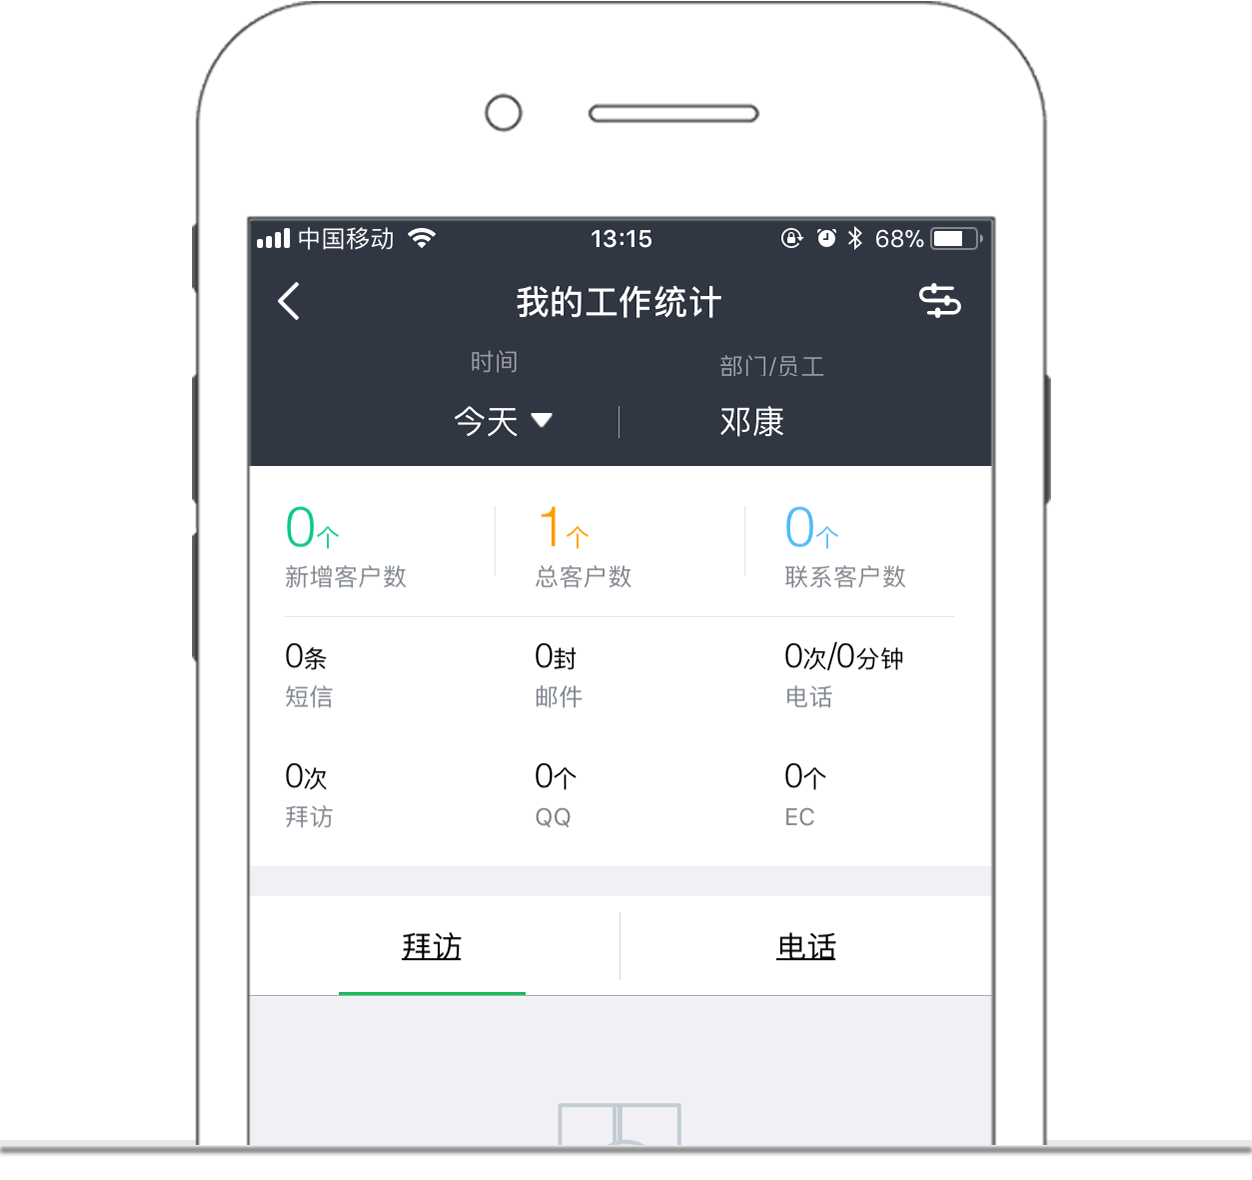 中国移动 13:15 68%
我的工作统计
时间 部门/员工
今天 邓康
0个 1个 0个
新增客户数 总客户数 联系客户数
0条 0封 0次/0分钟
短信 邮件 电话
0次 0个 0个
拜访 QQ EC
拜访 电话